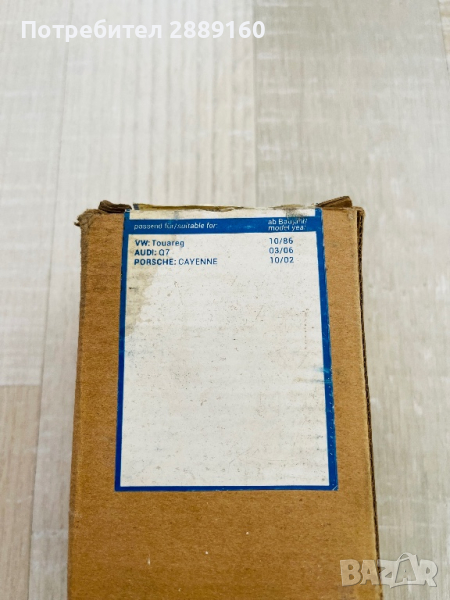 Потребител 2889160
passend für/suitable for: ab Baujahr/
model year
VW: Touareg 10/86
AUDI: Q7 03/06
PORSCHE: CAYENNE 10/02
bazar